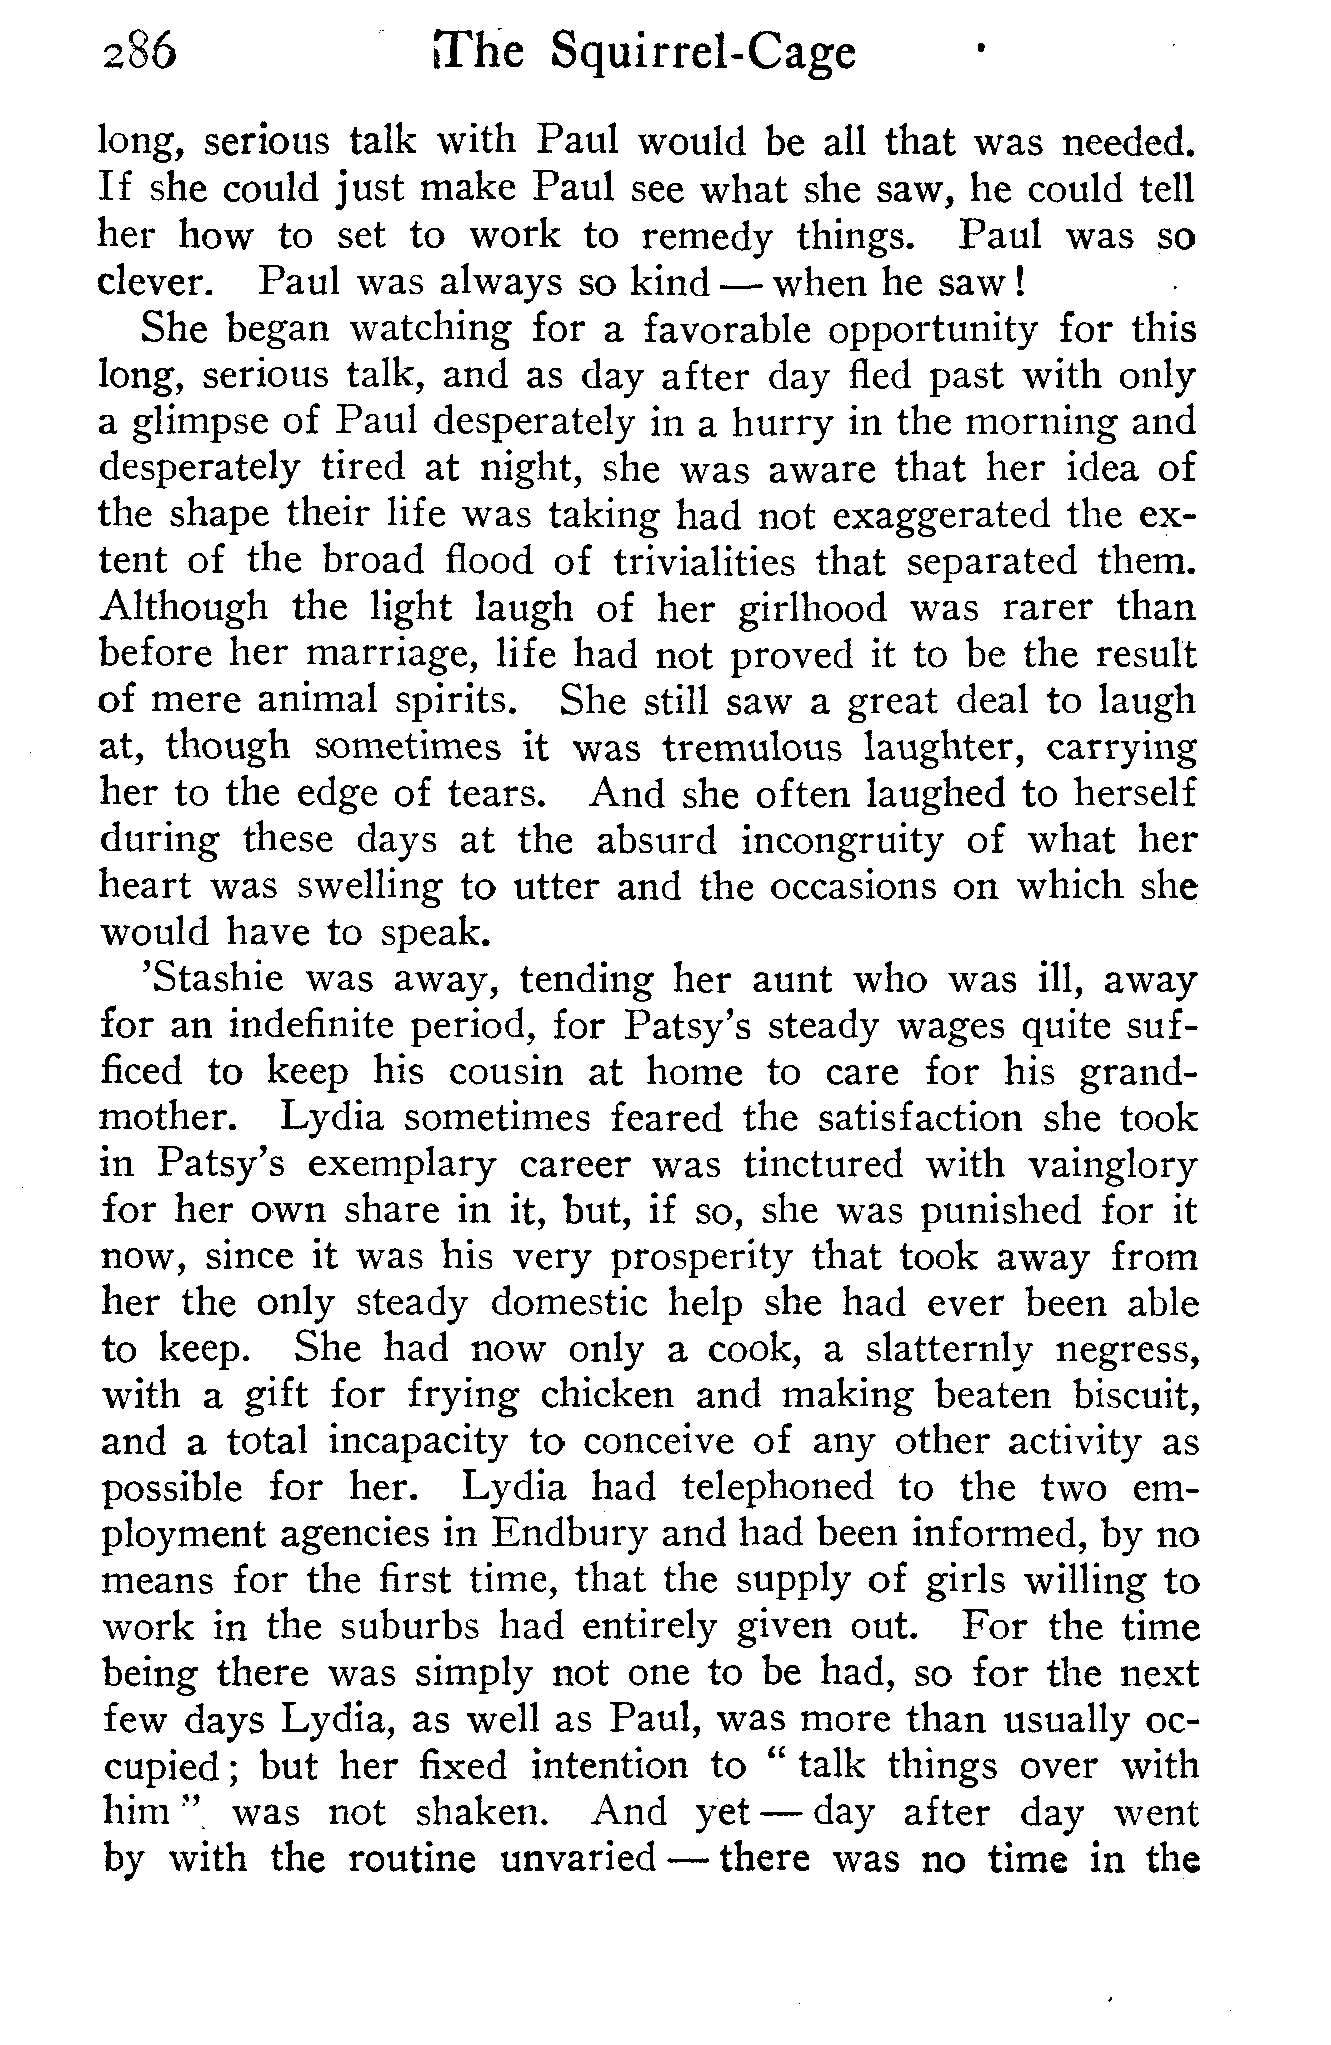 286 The Squirrel-Cage
long, serious talk with Paul would be all that was needed.
If she could just make Paul see what she saw, he could tell
her how to set to work to remedy things. Paul was so
clever. Paul was always so kind — when he saw!
She began watching for a favorable opportunity for this
long, serious talk, and as day after day fled past with only
a glimpse of Paul desperately in a hurry in the morning and
desperately tired at night, she was aware that her idea of
the shape their life was taking had not exaggerated the ex-
tent of the broad flood of trivialities that separated them.
Although the light laugh of her girlhood was rarer than
before her marriage, life had not proved it to be the result
of mere animal spirits. She still saw a great deal to laugh
at, though sometimes it was tremulous laughter, carrying
her to the edge of tears. And she often laughed to herself
during these days at the absurd incongruity of what her
heart was swelling to utter and the occasions on which she
would have to speak.
'Stashie was away, tending her aunt who was ill, away
for an indefinite period, for Patsy's steady wages quite suf-
ficed to keep his cousin at home to care for his grand-
mother. Lydia sometimes feared the satisfaction she took
in Patsy's exemplary career was tinctured with vainglory
for her own share in it, but, if so, she was punished for it
now, since it was his very prosperity that took away from
her the only steady domestic help she had ever been able
to keep. She had now only a cook, a slatternly negress,
with a gift for frying chicken and making beaten biscuit,
and a total incapacity to conceive of any other activity as
possible for her. Lydia had telephoned to the two em-
ployment agencies in Endbury and had been informed, by no
means for the first time, that the supply of girls willing to
work in the suburbs had entirely given out. For the time
being there was simply not one to be had, so for the next
few days Lydia, as well as Paul, was more than usually oc-
cupied; but her fixed intention to " talk things over with
him " was not shaken. And yet — day after day went
by with the routine unvaried — there was no time in the